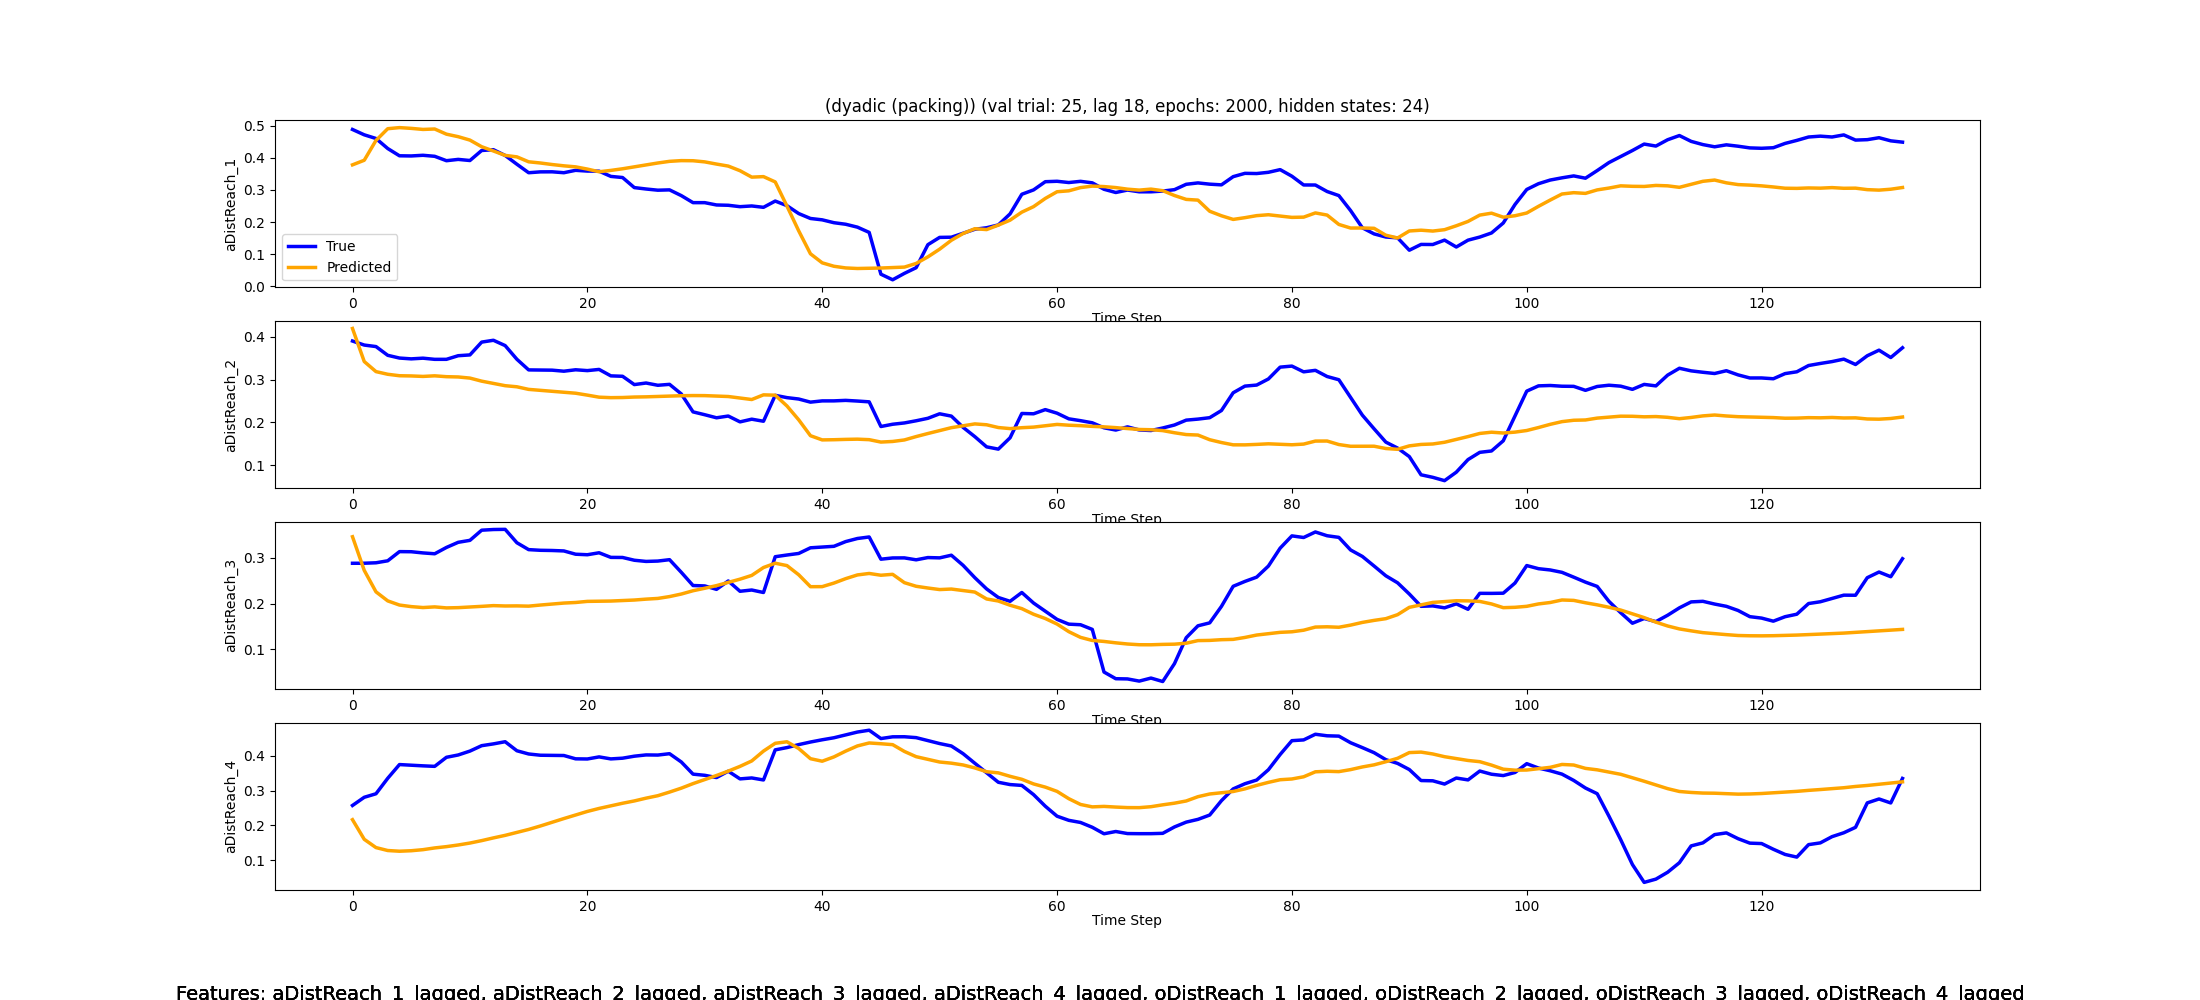 (dyadic (packing)) (val trial: 25, lag 18, epochs: 2000, hidden states: 24)
0.5
0.4
0.3
0.2
0.1
0.0
aDistReach_1
True
Predicted
0 20 40 60 80 100 120
Time Step
0.4
0.3
0.2
0.1
aDistReach_2
0 20 40 60 80 100 120
Time Step
0.3
0.2
0.1
aDistReach_3
0 20 40 60 80 100 120
Time Step
0.4
0.3
0.2
0.1
aDistReach_4
0 20 40 60 80 100 120
Time Step
Features: aDistReach_1_lagged, aDistReach_2_lagged, aDistReach_3_lagged, aDistReach_4_lagged, oDistReach_1_lagged, oDistReach_2_lagged, oDistReach_3_lagged, oDistReach_4_lagged